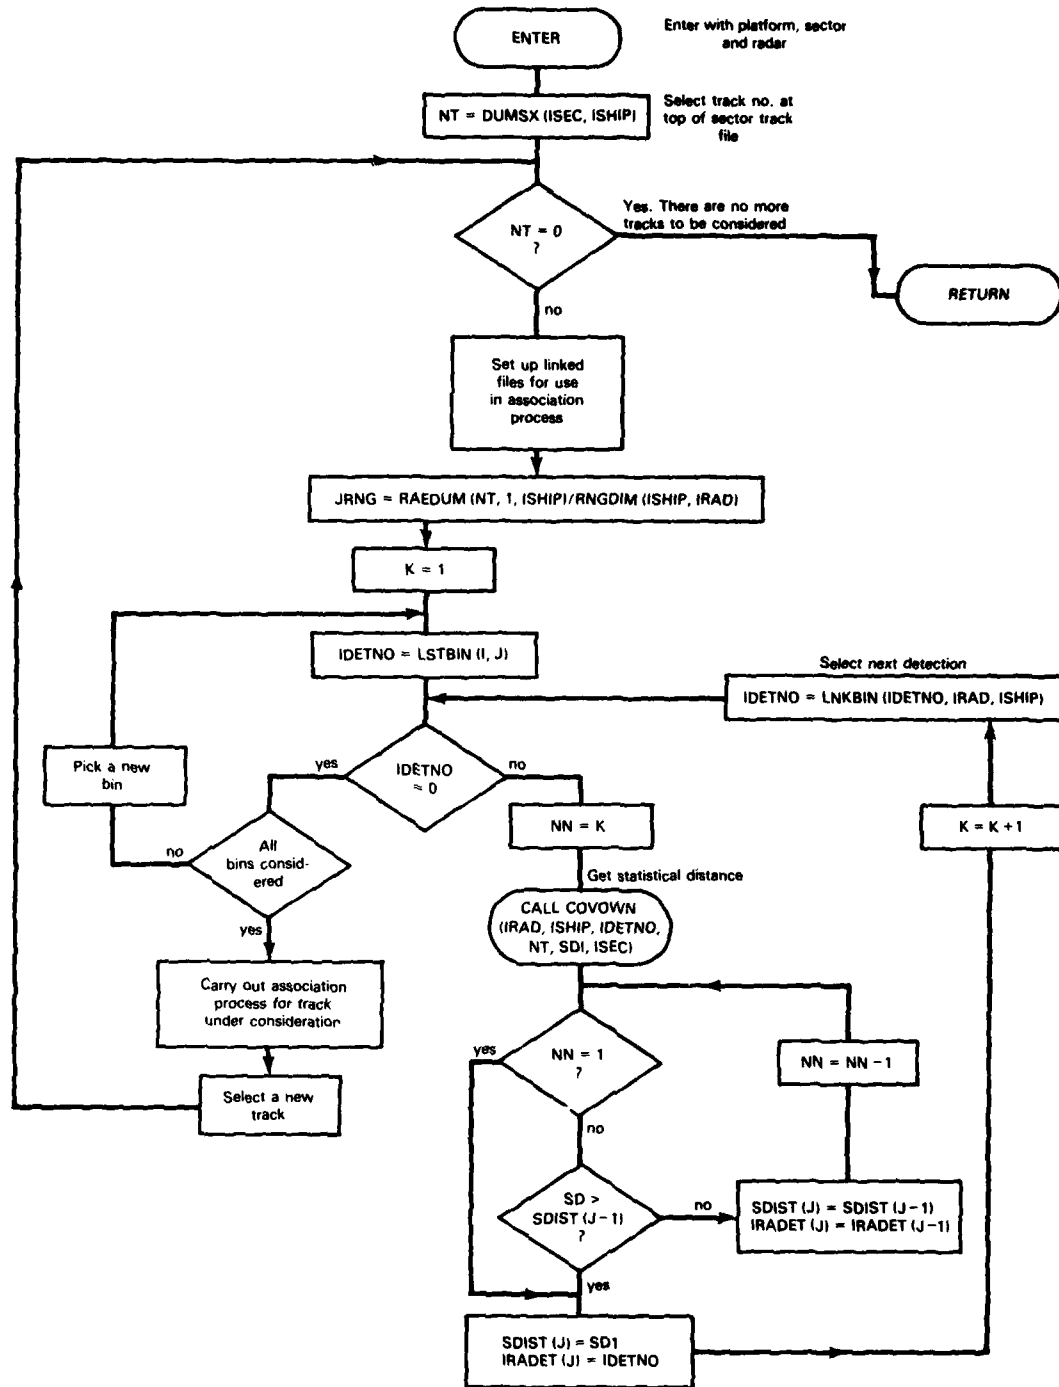 ENTER
Enter with platform, sector
and radar
NT = DUMSX (ISEC, ISHIP)
Select track no. at
top of sector track
file
NT = 0
?
Yes. There are no more
tracks to be considered
RETURN
no
Set up linked
files for use
in association
process
JRNG = RAEDUM (NT, 1, ISHIP)/RNGDIM (ISHIP, IRAD)
K = 1
IDETNO = LSTBIN (I, J)
Select next detection
IDETNO = LNKBIN (IDETNO, IRAD, ISHIP)
Pick a new
bin
yes
IDETNO
= 0
no
NN = K
K = K + 1
no
All
bins consid-
ered
yes
Get statistical distance
CALL COVOWN
(IRAD, ISHIP, IDETNO,
NT, SDI, ISEC)
Carry out association
process for track
under consideration
yes
NN = 1
?
NN = NN - 1
Select a new
track
no
SD >
SDIST (J - 1)
?
no
SDIST (J) = SDIST (J - 1)
IRADET (J) = IRADET (J - 1)
yes
SDIST (J) = SD1
IRADET (J) = IDETNO